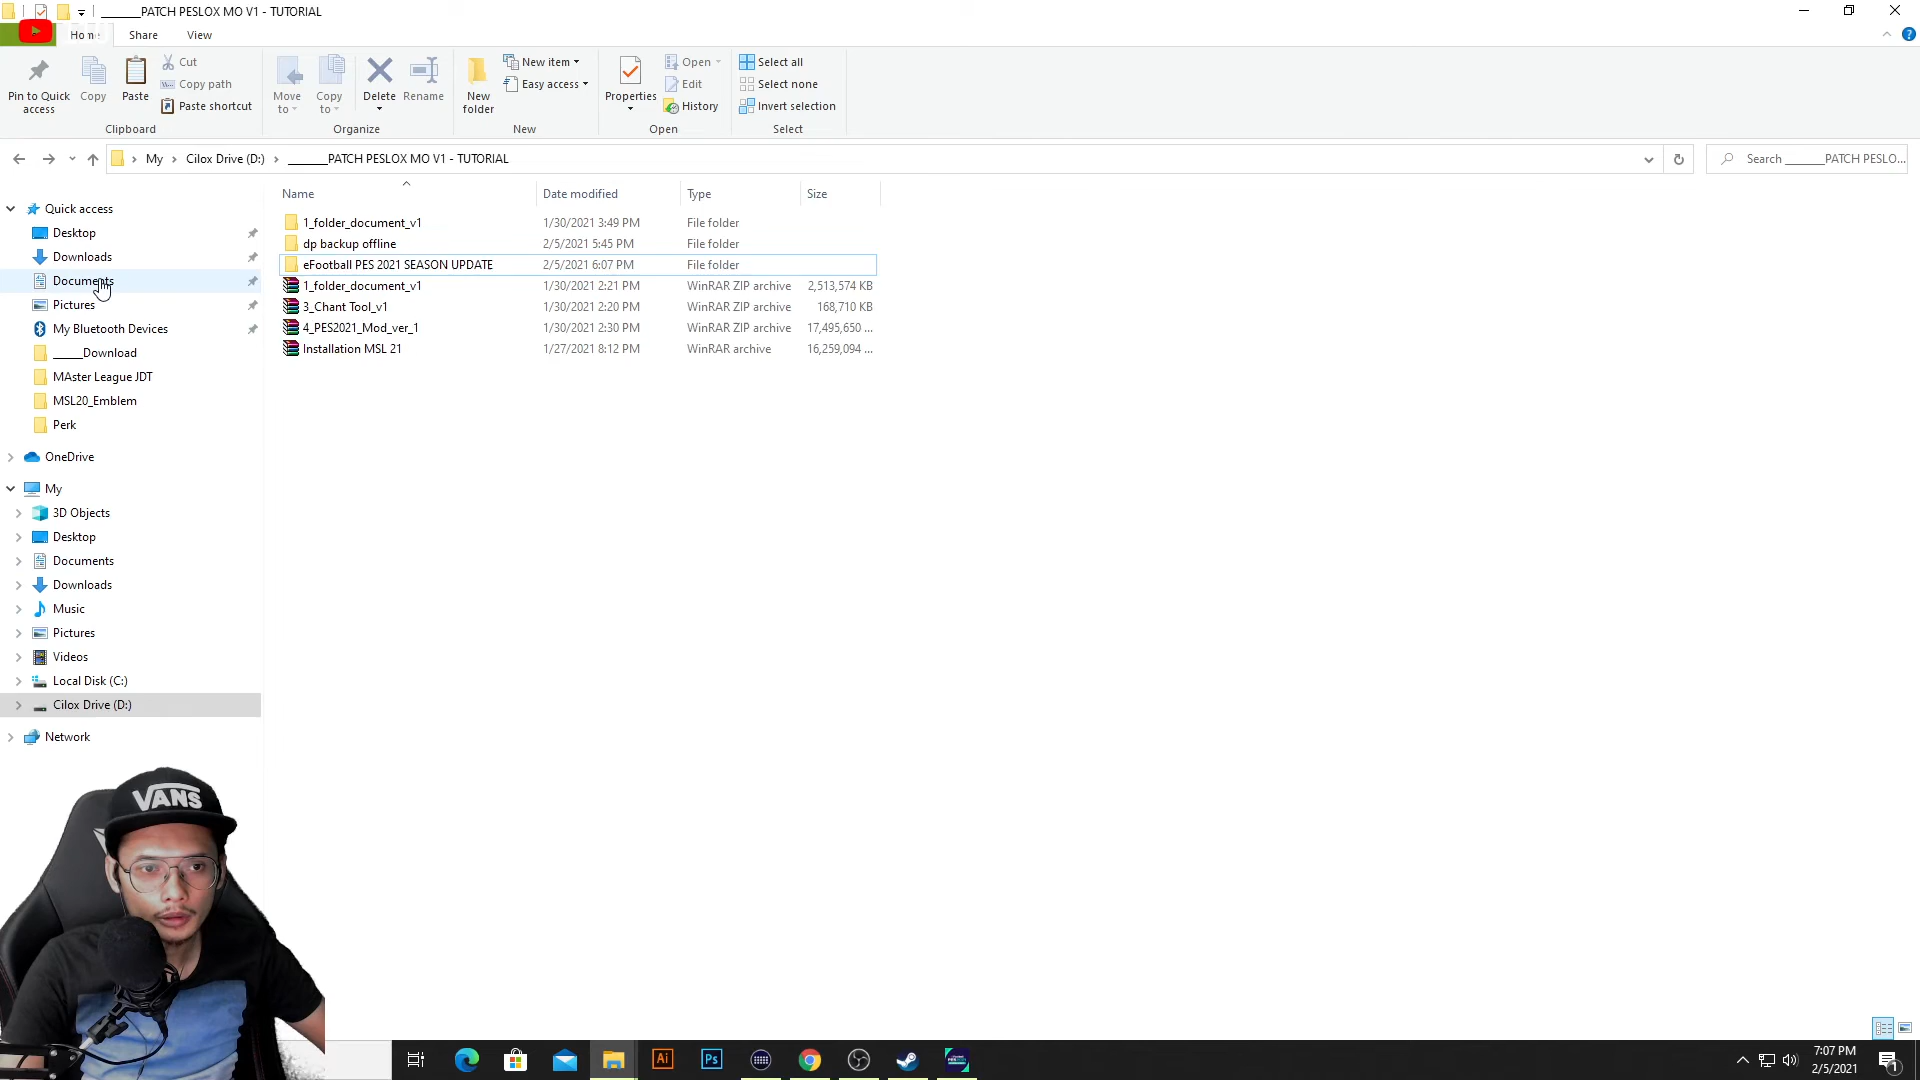 _______PATCH PESLOX MO V1 - TUTORIAL
Home Share View
Pin to Quick access
Copy
Paste
Cut
Copy path
Paste shortcut
Clipboard
Move to
Copy to
Delete
Rename
Organize
New folder
New item
Easy access
New
Properties
Open
Edit
History
Open
Select all
Select none
Invert selection
Select
My > Cilox Drive (D:) > _______PATCH PESLOX MO V1 - TUTORIAL
Search _______PATCH PESLO...
Name Date modified Type Size
1_folder_document_v1 1/30/2021 3:49 PM File folder
dp backup offline 2/5/2021 5:45 PM File folder
eFootball PES 2021 SEASON UPDATE 2/5/2021 6:07 PM File folder
1_folder_document_v1 1/30/2021 2:21 PM WinRAR ZIP archive 2,513,574 KB
3_Chant Tool_v1 1/30/2021 2:20 PM WinRAR ZIP archive 168,710 KB
4_PES2021_Mod_ver_1 1/30/2021 2:30 PM WinRAR ZIP archive 17,495,650 ...
Installation MSL 21 1/27/2021 8:12 PM WinRAR archive 16,259,094 ...
Quick access
Desktop
Downloads
Documents
Pictures
My Bluetooth Devices
_____Download
MAster League JDT
MSL20_Emblem
Perk
OneDrive
My
3D Objects
Desktop
Documents
Downloads
Music
Pictures
Videos
Local Disk (C:)
Cilox Drive (D:)
Network
VANS
Ai
Ps
7:07 PM
2/5/2021
1